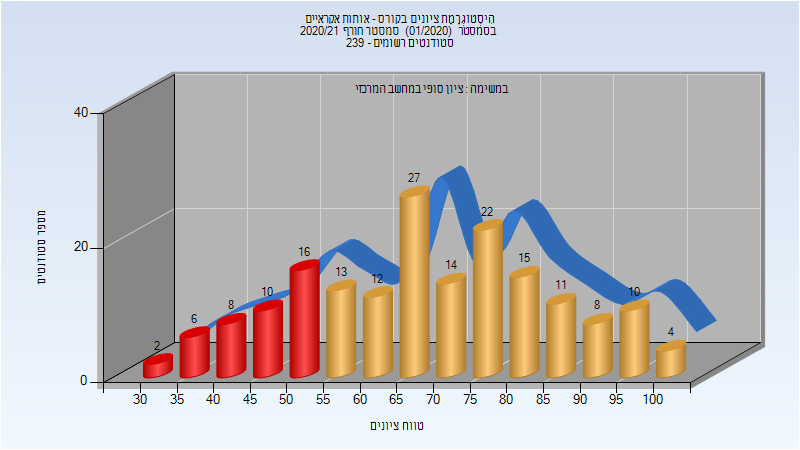 היסטוגרמת ציונים בקורס - אותות אקראיים
בסמסטר (01/2020) סמסטר חורף 2020/21
סטודנטים רשומים - 239
במשימה : ציון סופי במחשב המרכזי
מספר סטודנטים
40
20
0
2
6
8
10
16
13
12
27
14
22
15
11
8
10
4
30 35 40 45 50 55 60 65 70 75 80 85 90 95 100
טווח ציונים